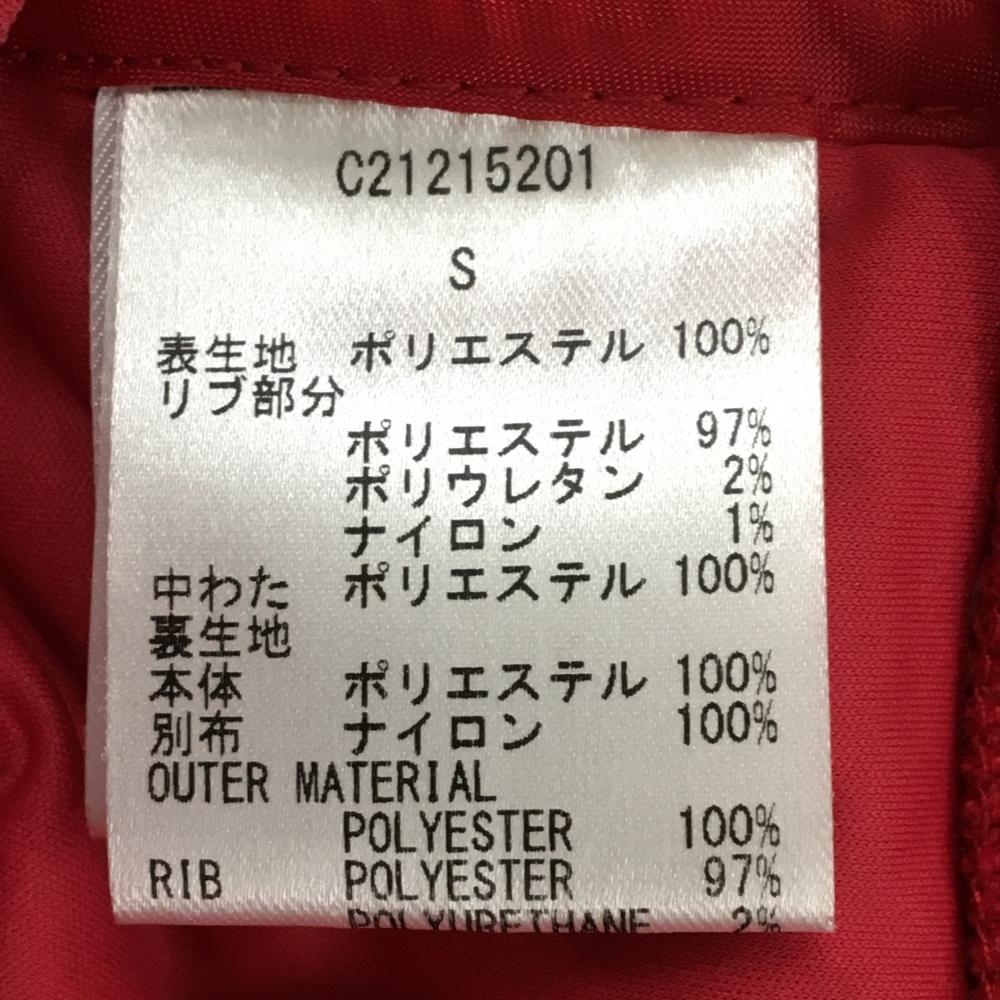 C21215201
S
表生地 ポリエステル 100%
リブ部分
ポリエステル 97%
ポリウレタン 2%
ナイロン 1%
中わた ポリエステル 100%
裏生地
本体 ポリエステル 100%
別布 ナイロン 100%
OUTER MATERIAL
POLYESTER 100%
RIB POLYESTER 97%
POLYURETHANE 2%